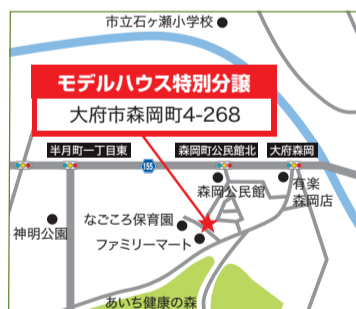 市立石ヶ瀬小学校
モデルハウス特別分譲
大府市森岡町4-268
半月町一丁目東
森岡町公民館北
大府森岡
155
森岡公民館
有楽
森岡店
なごころ保育園
神明公園
ファミリーマート
あいち健康の森